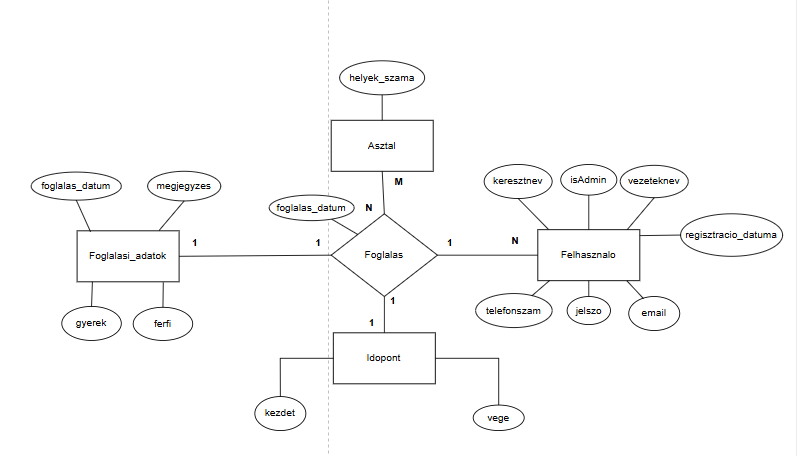 helyek_szama
Asztal
M
N
foglalas_datum
megjegyzes
foglalas_datum
keresztnev
isAdmin
vezeteknev
regisztracio_datuma
Foglalasi_adatok
1
1
Foglalas
1
N
Felhasznalo
gyerek
ferfi
1
1
telefonszam
jelszo
email
Idopont
kezdet
vege